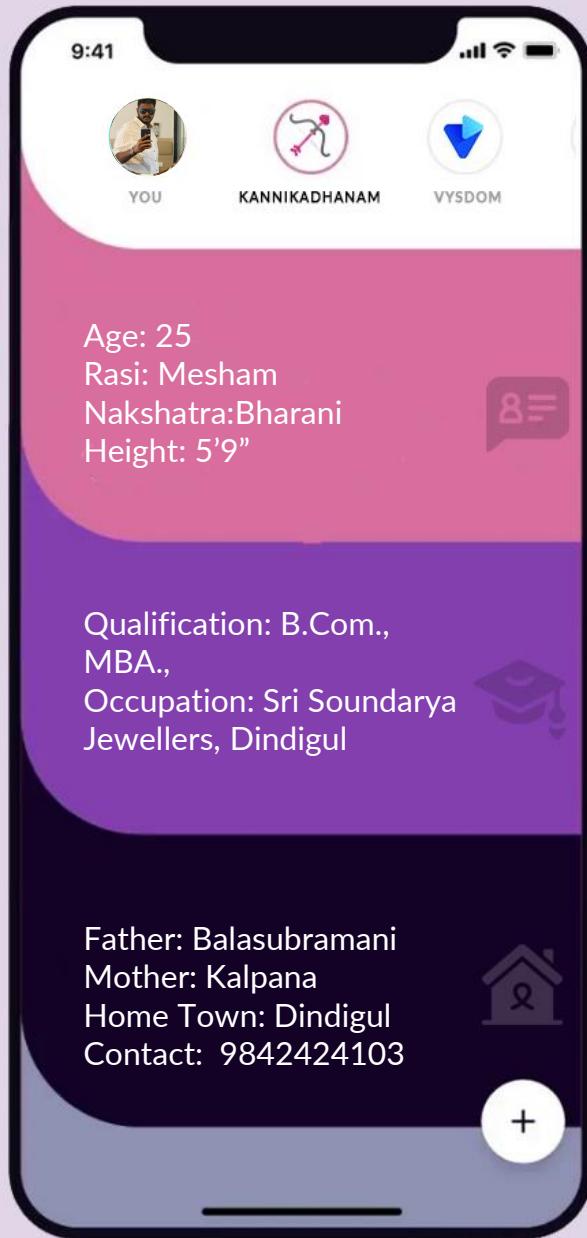 9:41
YOU
KANNIKADHANAM
VYSDOM
Age: 25
Rasi: Mesham
Nakshatra:Bharani
Height: 5’9”
Qualification: B.Com.,
MBA.,
Occupation: Sri Soundarya
Jewellers, Dindigul
Father: Balasubramani
Mother: Kalpana
Home Town: Dindigul
Contact:  9842424103